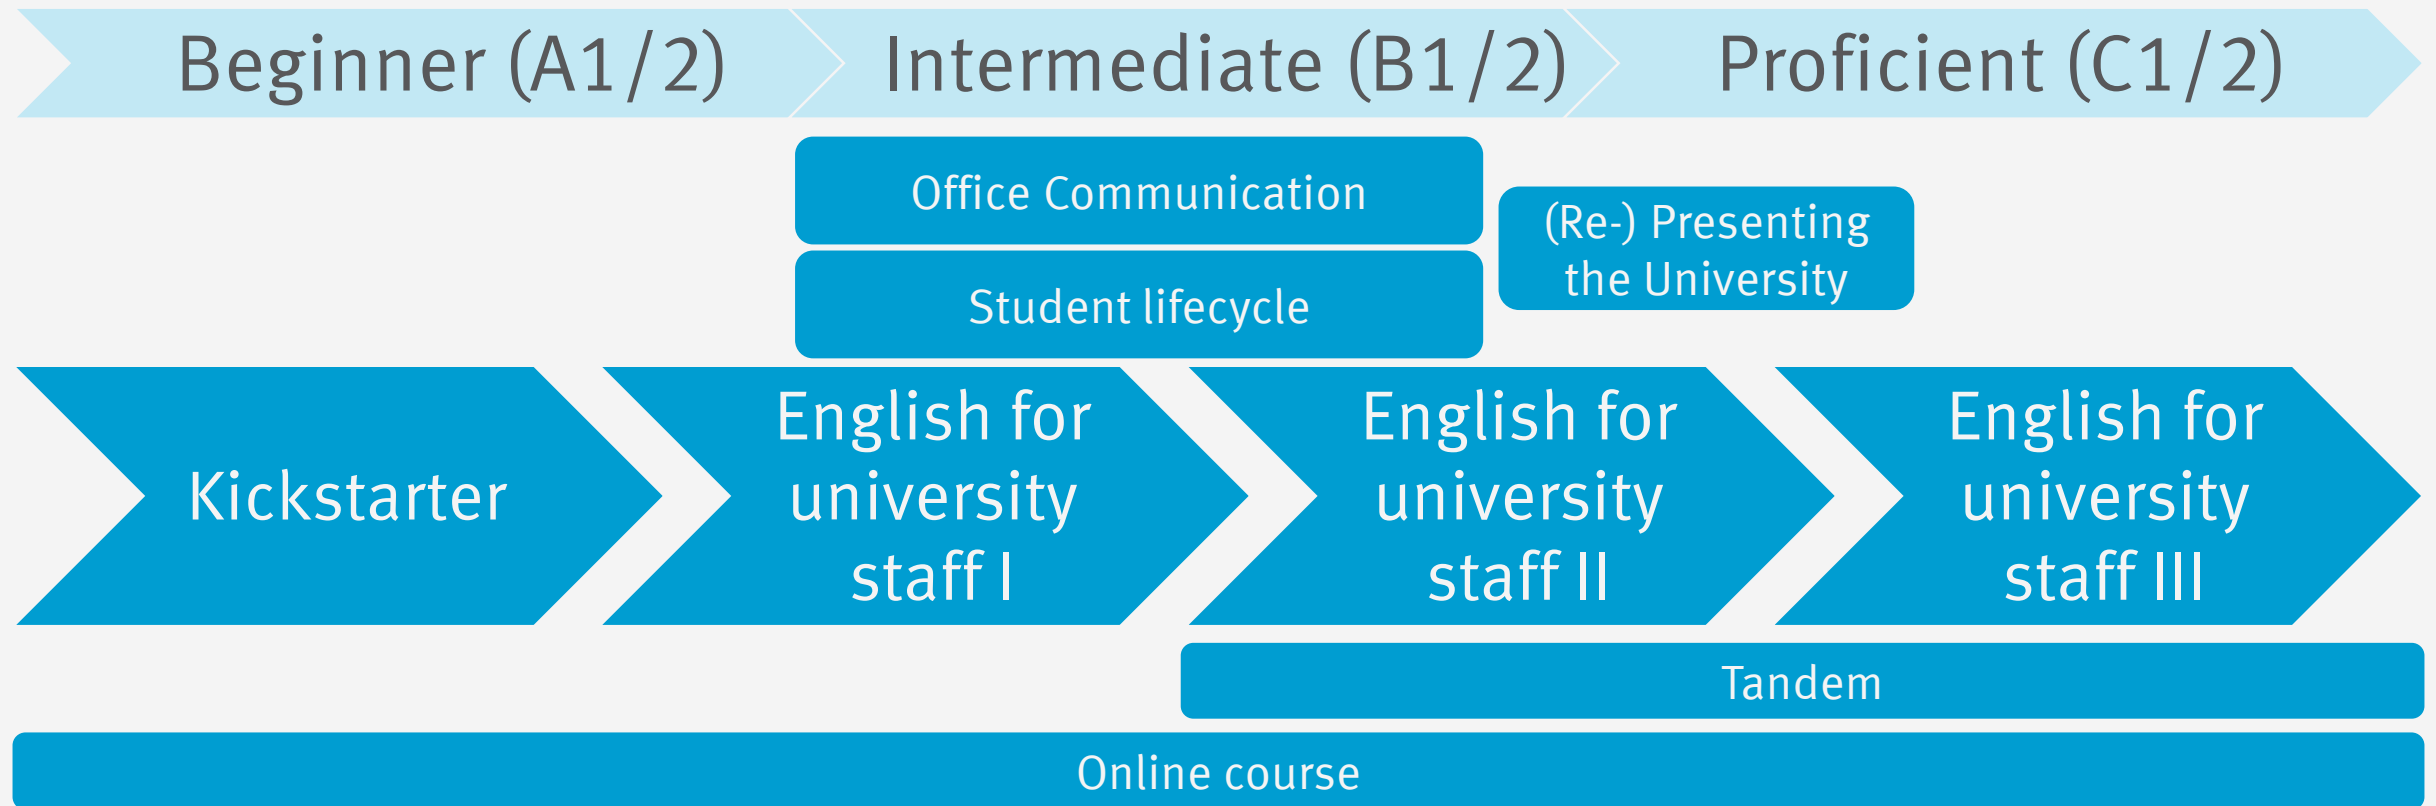 Beginner (A1/2)
Intermediate (B1/2)
Proficient (C1/2)
Office Communication
Student lifecycle
(Re-) Presenting
the University
Kickstarter
English for
university
staff I
English for
university
staff II
English for
university
staff III
Tandem
Online course